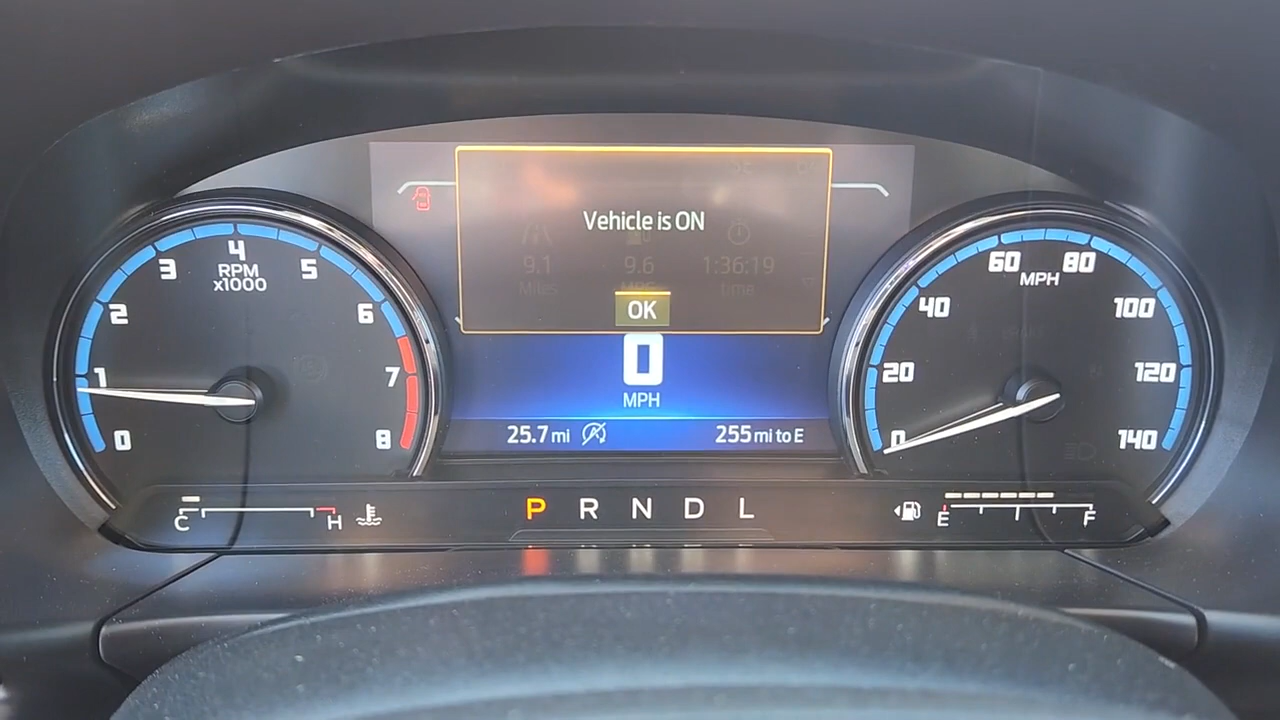 Vehicle is ON
9.1
9.6
1:36:19
Miles
MPG
time
OK
0
MPH
25.7 mi
255 mi to E
0
1
2
3
4
5
6
7
8
RPM
x1000
0
20
40
60
80
100
120
140
MPH
C
H
P R N D L
E
F